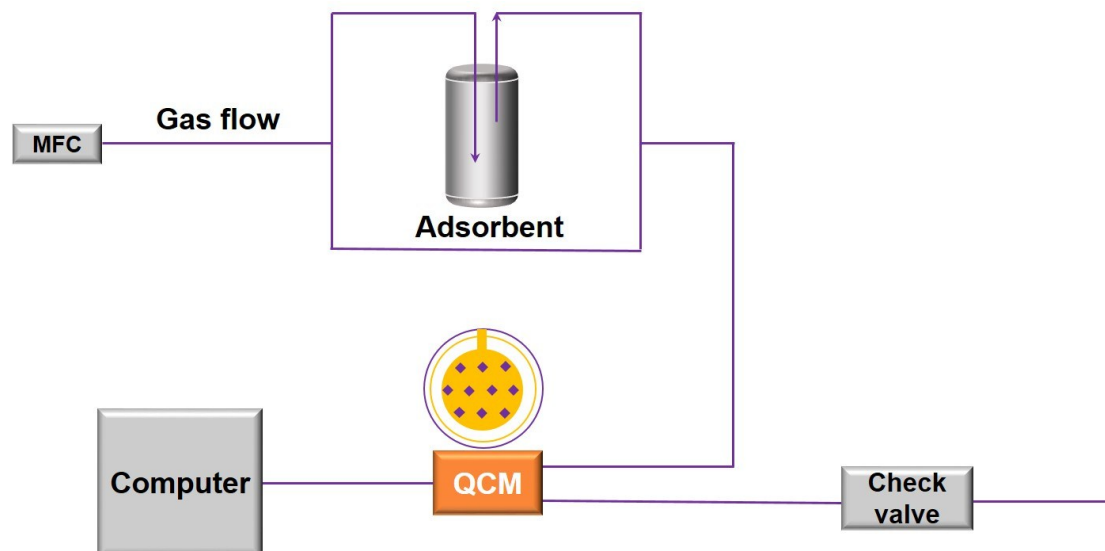 Gas flow
MFC
Adsorbent
Computer
QCM
Check
valve